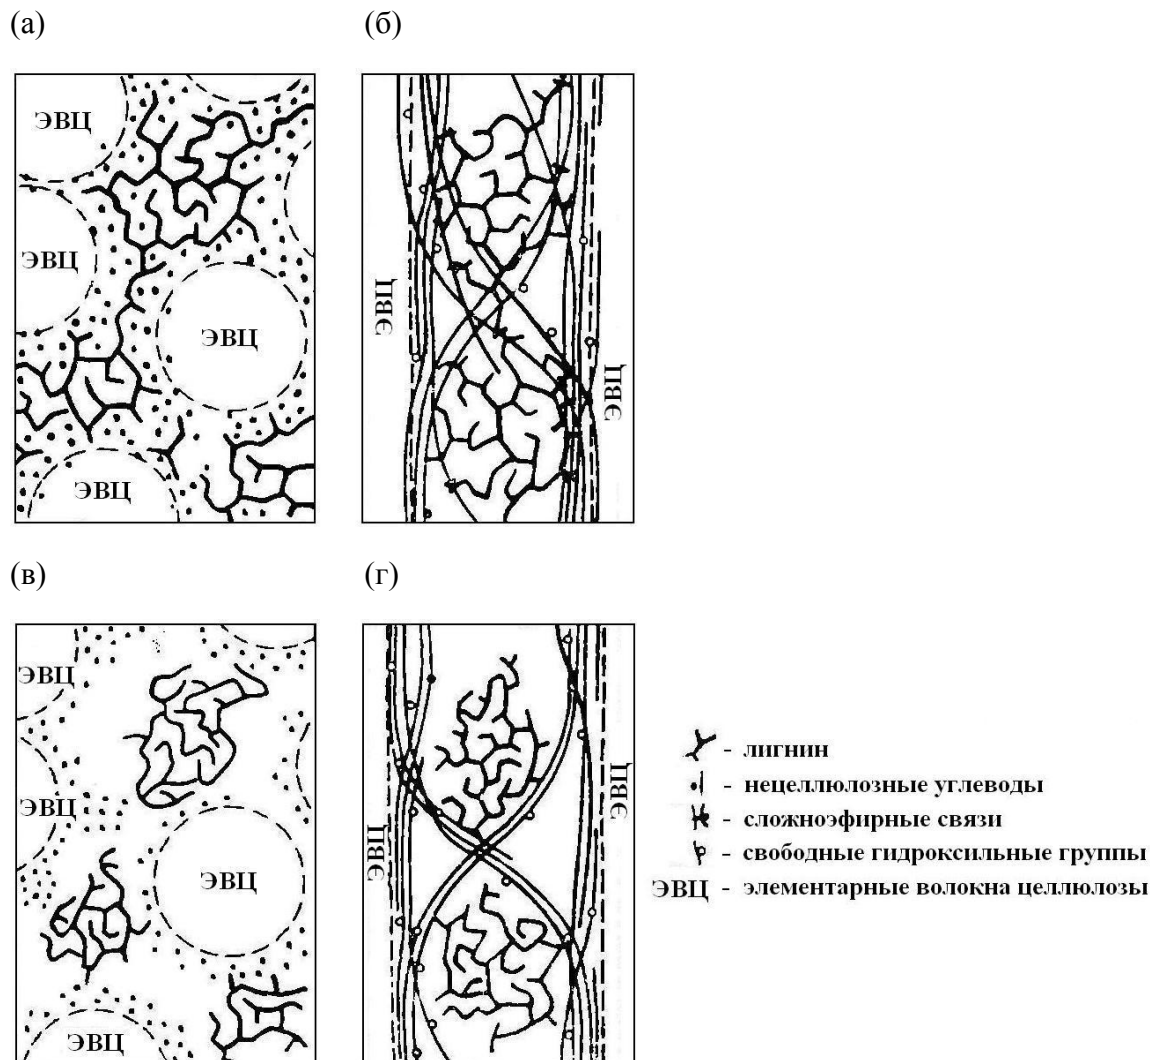 (а)
(б)
ЭВЦ
ЭВЦ
ЭВЦ
ЭВЦ
ЭВЦ
ЭВЦ
(в)
(г)
ЭВЦ
ЭВЦ
ЭВЦ
ЭВЦ
ЭВЦ
ЭВЦ
- лигнин
- нецеллюлозные углеводы
- сложноэфирные связи
- свободные гидроксильные группы
ЭВЦ - элементарные волокна целлюлозы